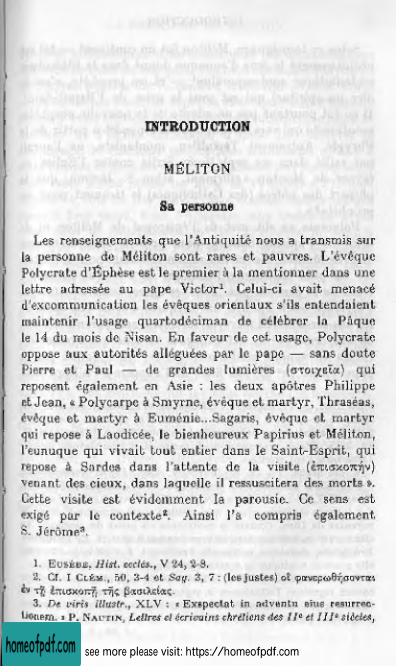 INTRODUCTION
MÉLITON
Sa personne
Les renseignements que l'Antiquité nous a transmis sur
la personne de Méliton sont rares et pauvres. L'évêque
Polycrate d'Éphèse est le premier à la mentionner dans une
lettre adressée au pape Victor¹. Celui-ci avait menacé
d'excommunication les évêques orientaux s'ils entendaient
maintenir l'usage quartodéciman de célébrer la Pâque
le 14 du mois de Nisan. En faveur de cet usage, Polycrate
oppose aux autorités alléguées par le pape — sans doute
Pierre et Paul — de grandes lumières (στοιχεῖα) qui
reposent également en Asie : les deux apôtres Philippe
et Jean, « Polycarpe à Smyrne, évêque et martyr, Thraséas,
évêque et martyr à Euménie...Sagaris, évêque et martyr
qui repose à Laodicée, le bienheureux Papirius et Méliton,
l'eunuque qui vivait tout entier dans le Saint-Esprit, qui
repose à Sardes dans l'attente de la visite (ἐπισκοπήν)
venant des cieux, dans laquelle il ressuscitera des morts ».
Cette visite est évidemment la parousie. Ce sens est
exigé par le contexte². Ainsi l'a compris également
S. Jérôme³.
1. EUSÈBE, Hist. ecclés., V 24, 2-8.
2. Cf. I CLÉM., 50, 3-4 et Sag. 3, 7 : (les justes) οἳ φανερωθήσονται
ἐν τῇ ἐπισκοπῇ τῆς βασιλείας.
3. De viris illustr., XLV : « Exspectat in adventu eius resurrec-
tionem. » P. NAUTIN, Lettres et écrivains chrétiens des IIe et IIIe siècles,
homeofpdf.com
see more please visit: https://homeofpdf.com